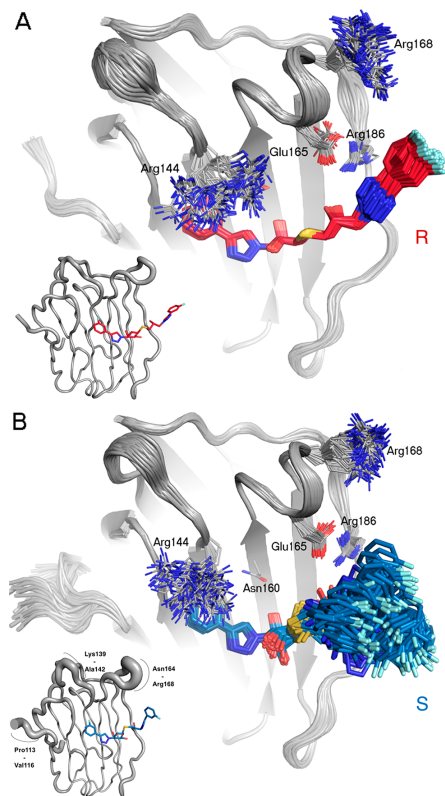 A
Arg168
Arg186
Glu165
Arg144
R
B
Arg168
Arg186
Glu165
Arg144
Asn160
S
Lys139
-
Ala142
Asn164
-
Arg168
Pro113
-
Val116